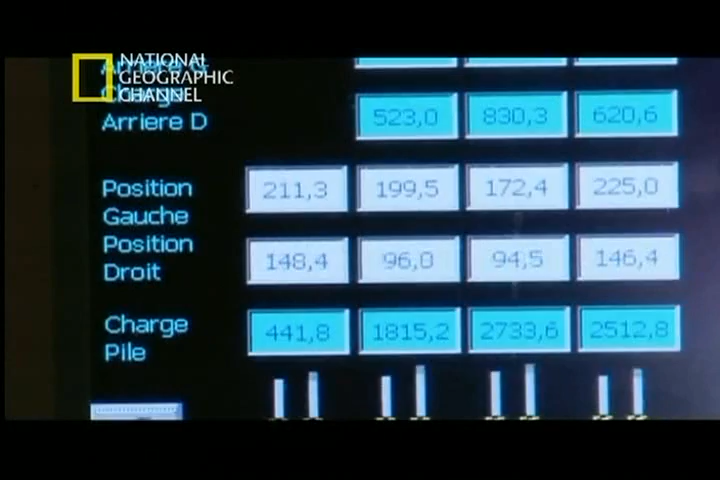 NATIONAL
GEOGRAPHIC
CHANNEL
Arriere G
Charge
Arriere D 523,0 830,3 620,6
Position
Gauche 211,3 199,5 172,4 225,0
Position
Droit 148,4 96,0 94,5 146,4
Charge
Pile 441,8 1815,2 2733,6 2512,8